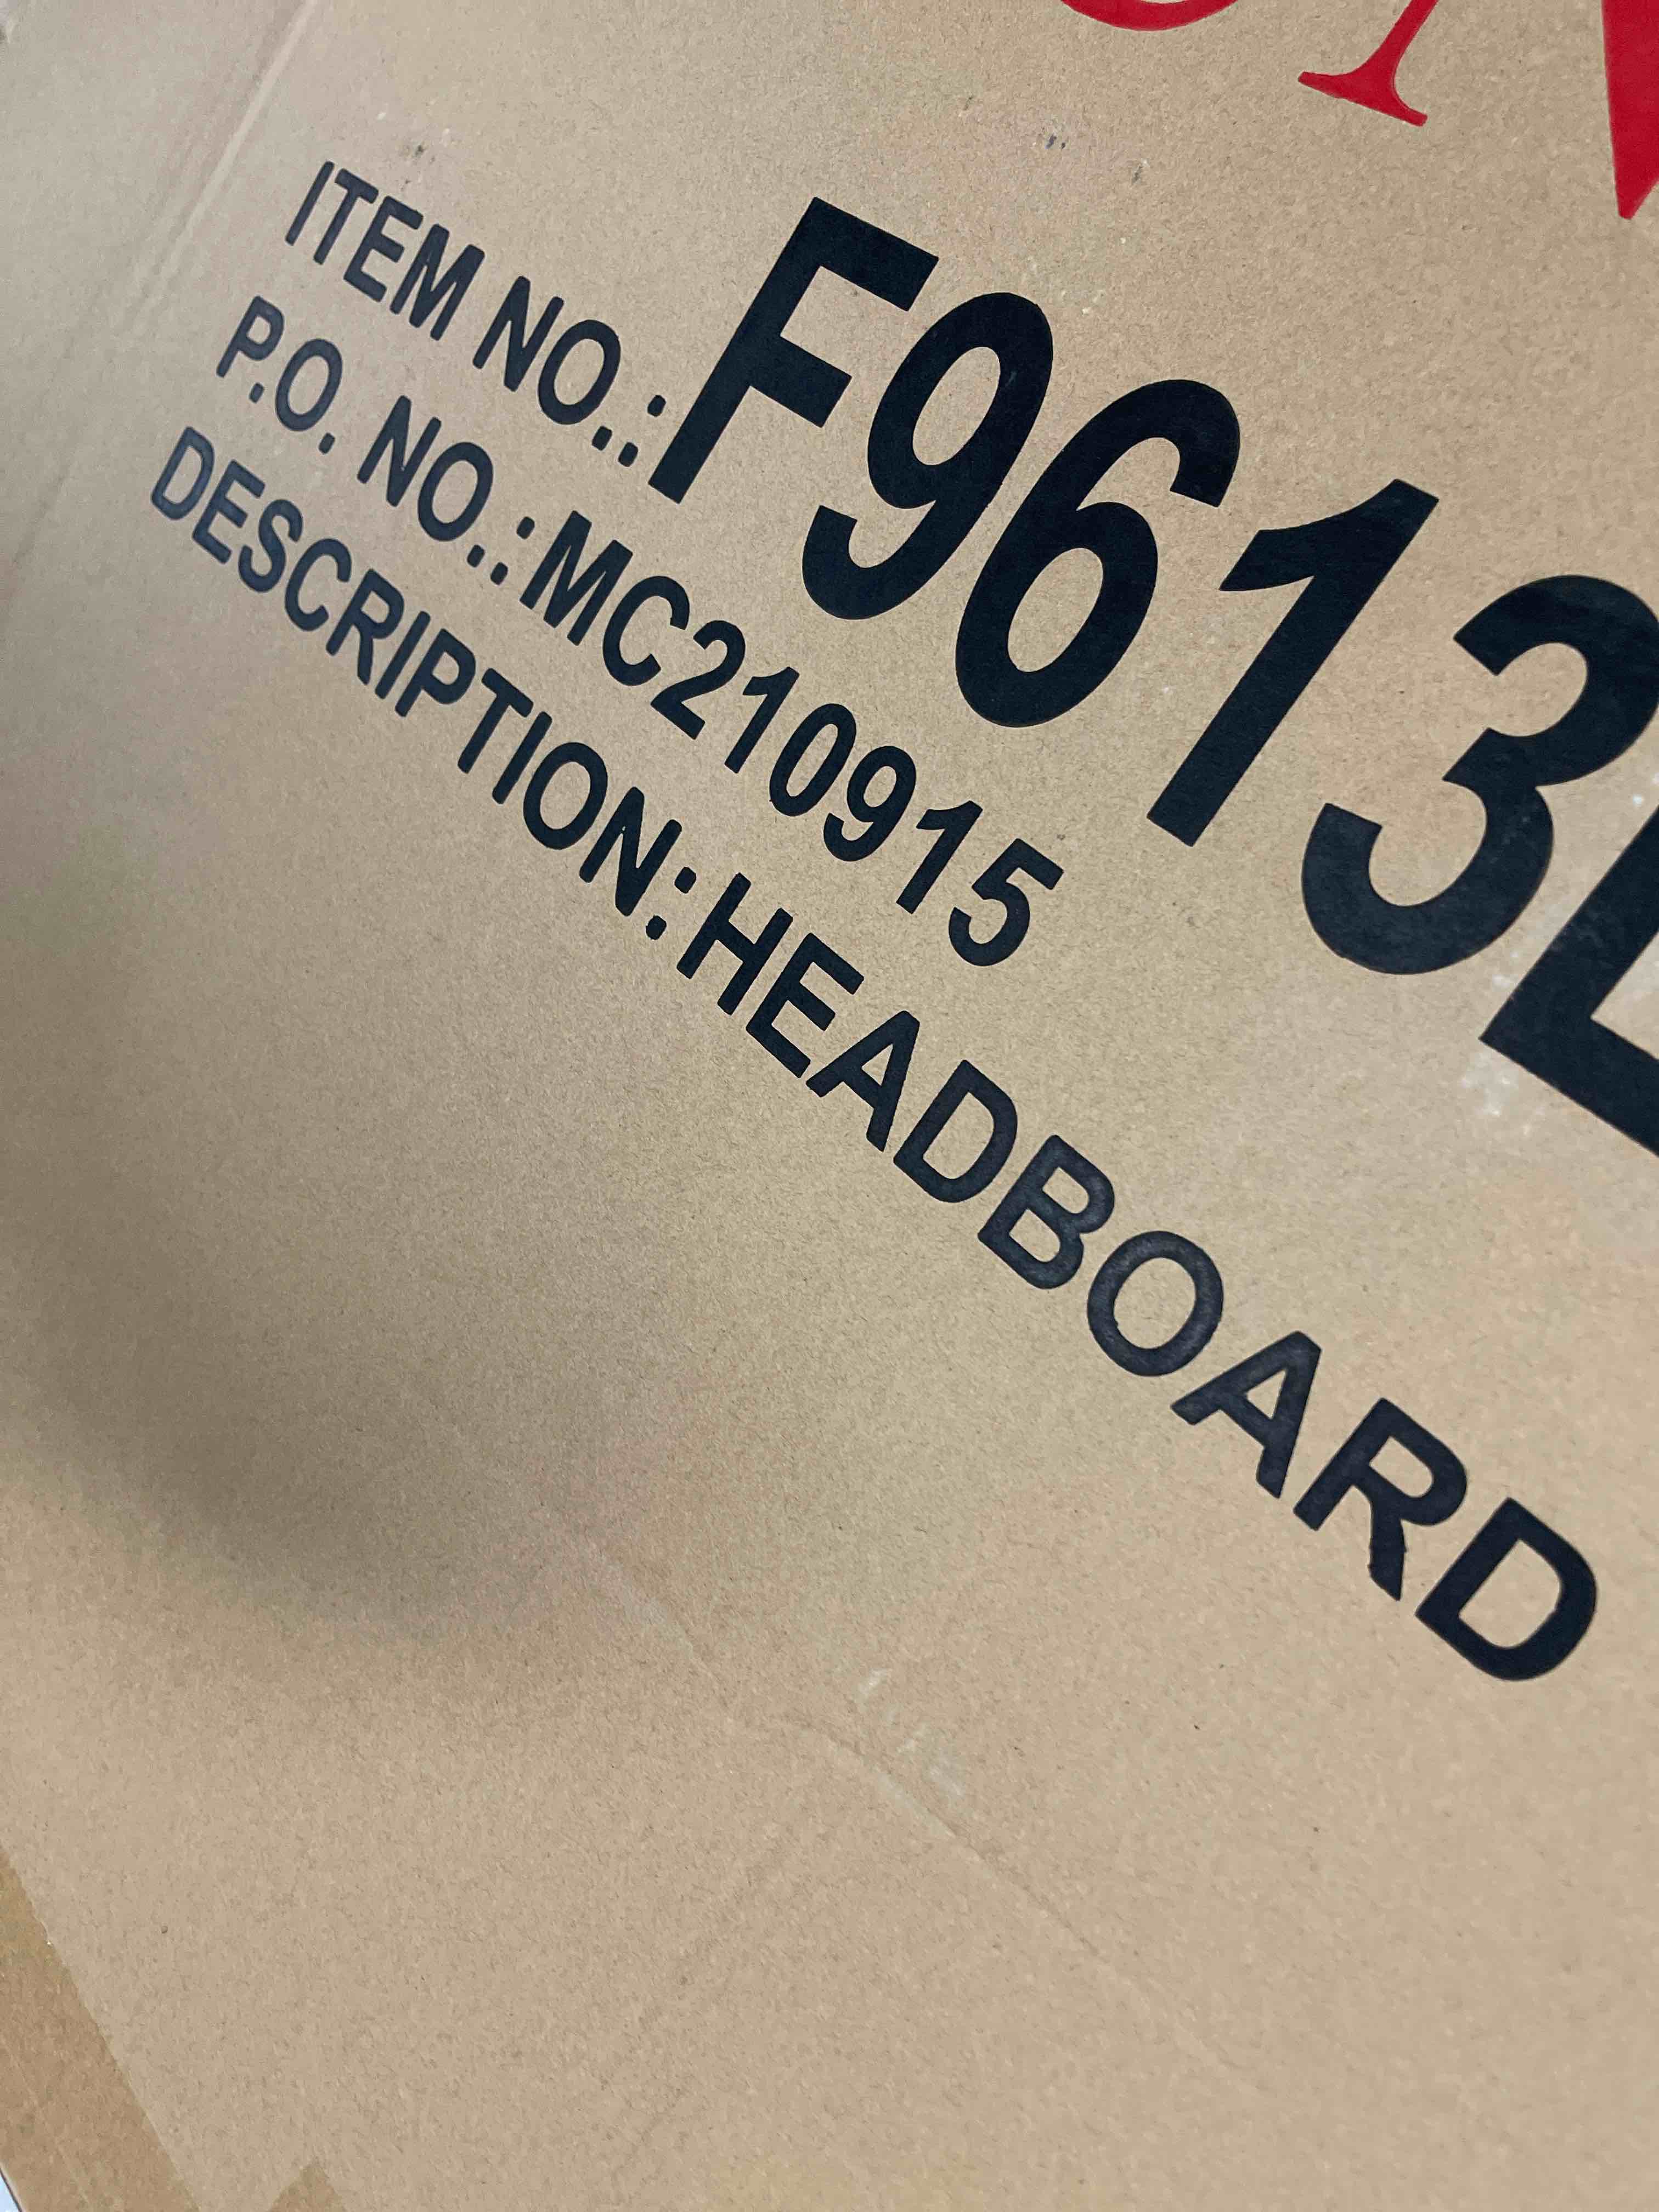 ITEM NO.:F9613
P.O. NO.:MC210915
DESCRIPTION:HEADBOARD